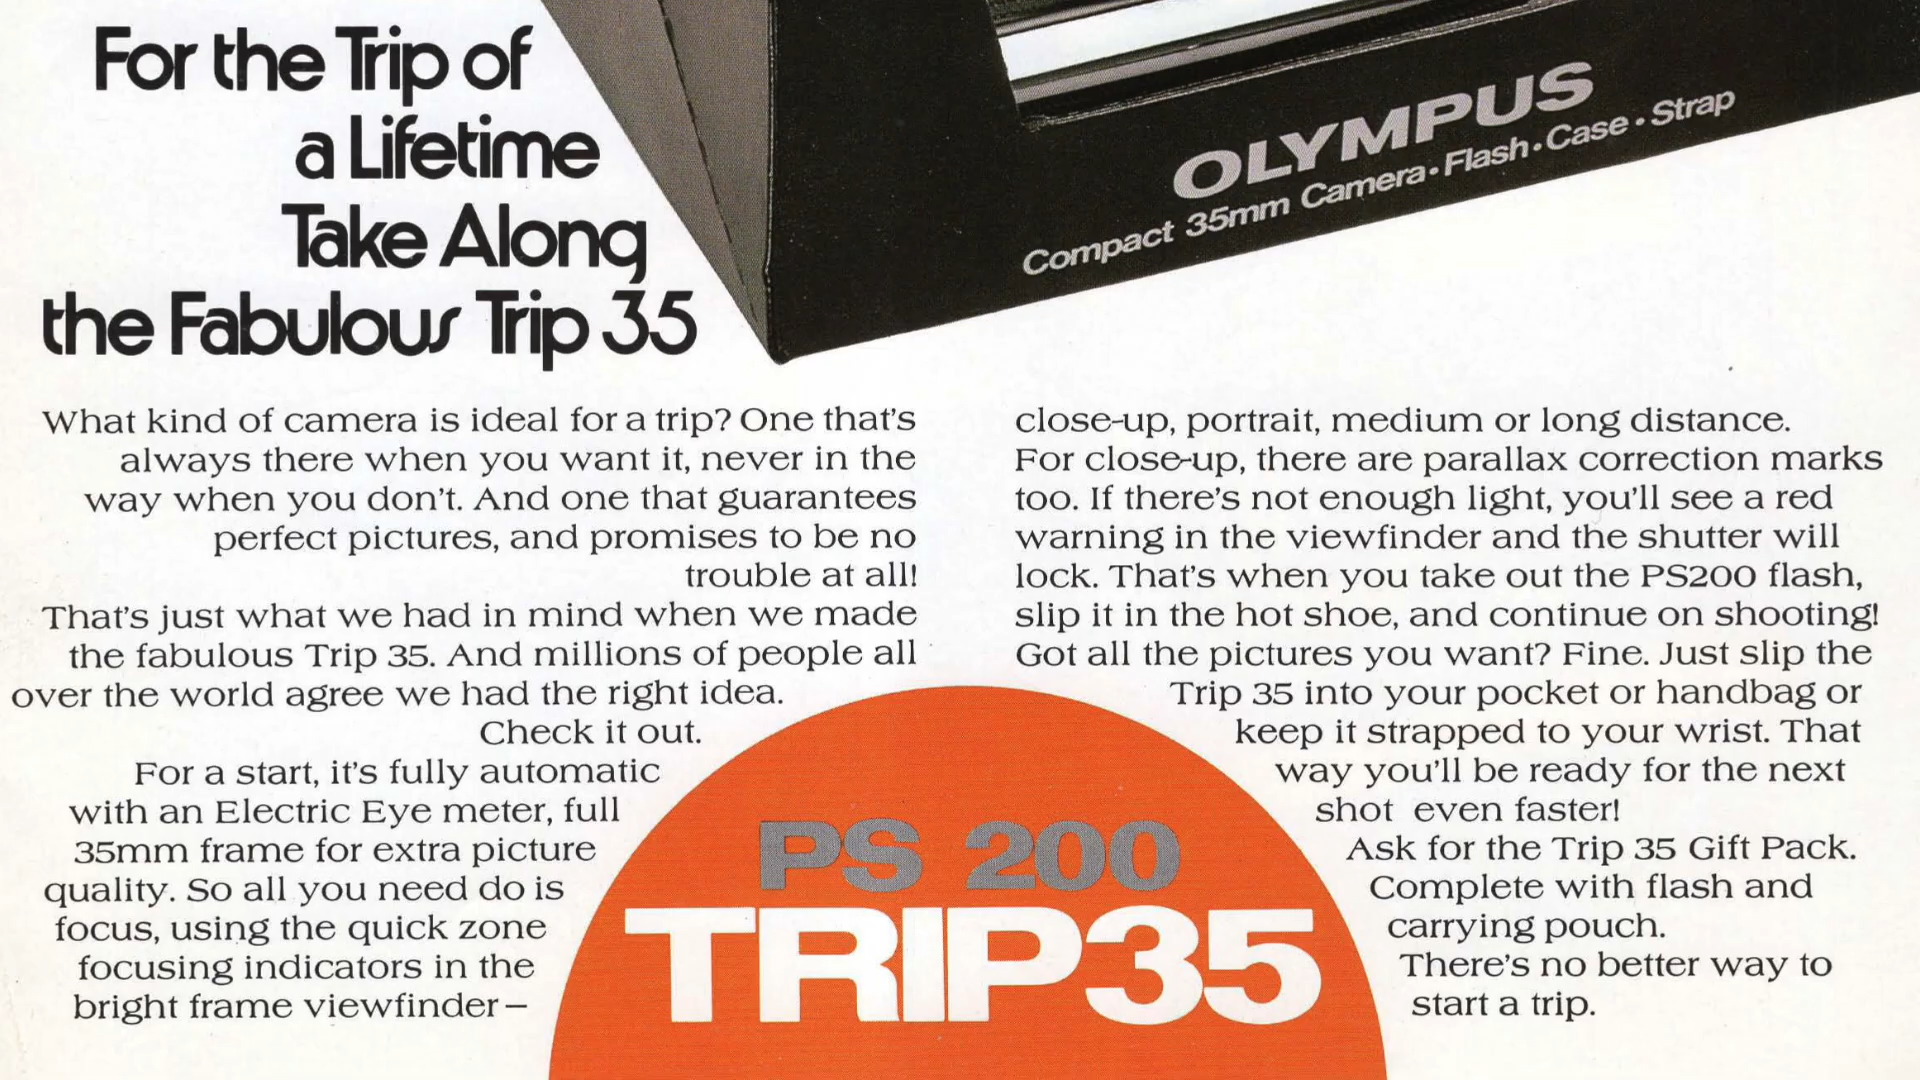 For the Trip of
a Lifetime
Take Along
the Fabulous Trip 35
OLYMPUS
Compact 35mm Camera • Flash • Case • Strap
What kind of camera is ideal for a trip? One that's
always there when you want it, never in the
way when you don't. And one that guarantees
perfect pictures, and promises to be no
trouble at all!
That's just what we had in mind when we made
the fabulous Trip 35. And millions of people all
over the world agree we had the right idea.
Check it out.
For a start, it's fully automatic
with an Electric Eye meter, full
35mm frame for extra picture
quality. So all you need do is
focus, using the quick zone
focusing indicators in the
bright frame viewfinder–
close-up, portrait, medium or long distance.
For close-up, there are parallax correction marks
too. If there's not enough light, you'll see a red
warning in the viewfinder and the shutter will
lock. That's when you take out the PS200 flash,
slip it in the hot shoe, and continue on shooting!
Got all the pictures you want? Fine. Just slip the
Trip 35 into your pocket or handbag or
keep it strapped to your wrist. That
way you'll be ready for the next
shot even faster!
Ask for the Trip 35 Gift Pack.
Complete with flash and
carrying pouch.
There's no better way to
start a trip.
PS 200
TRIP35